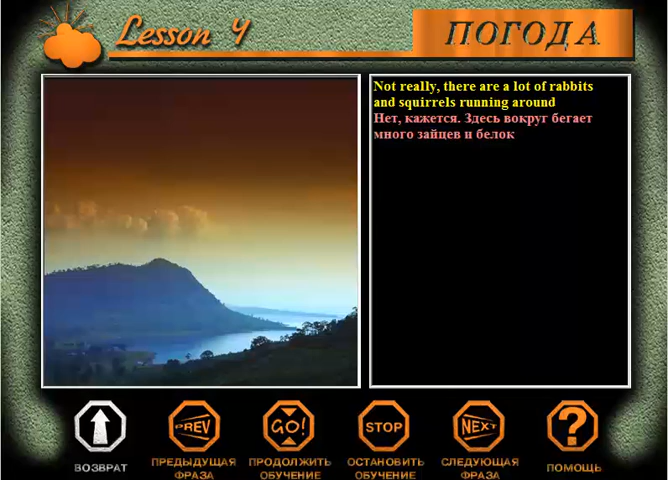 Lesson 4
ПОГОДА
Not really, there are a lot of rabbits
and squirrels running around
Нет, кажется. Здесь вокруг бегает
много зайцев и белок
PREV
GO!
STOP
NEXT
?
ВОЗВРАТ
ПРЕДЫДУЩАЯ
ФРАЗА
ПРОДОЛЖИТЬ
ОБУЧЕНИЕ
ОСТАНОВИТЬ
ОБУЧЕНИЕ
СЛЕДУЮЩАЯ
ФРАЗА
ПОМОЩЬ